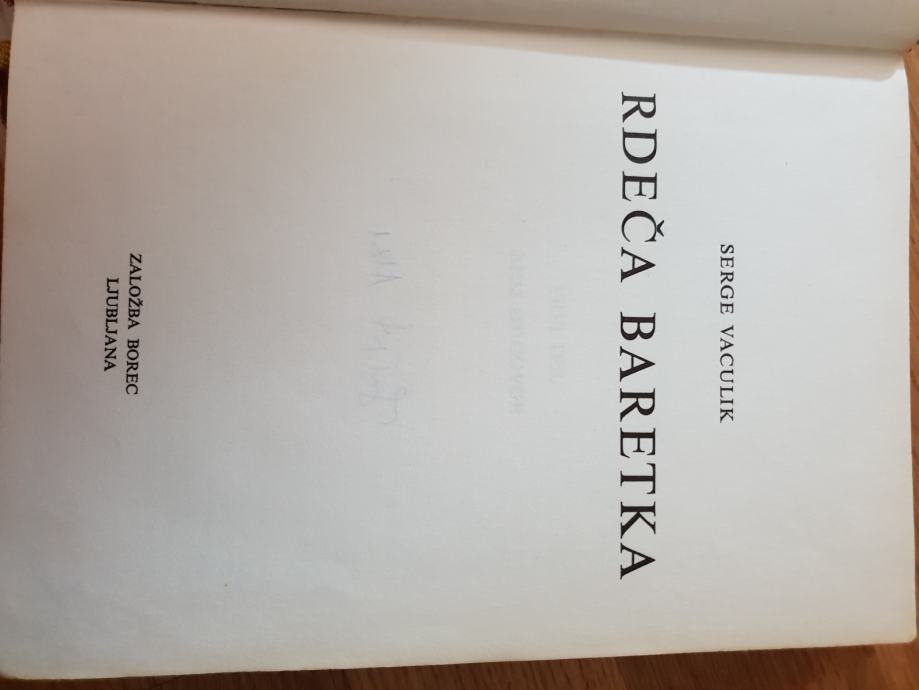 SERGE VACULIK
RDEČA BARETKA
ZALOŽBA BOREC
LJUBLJANA